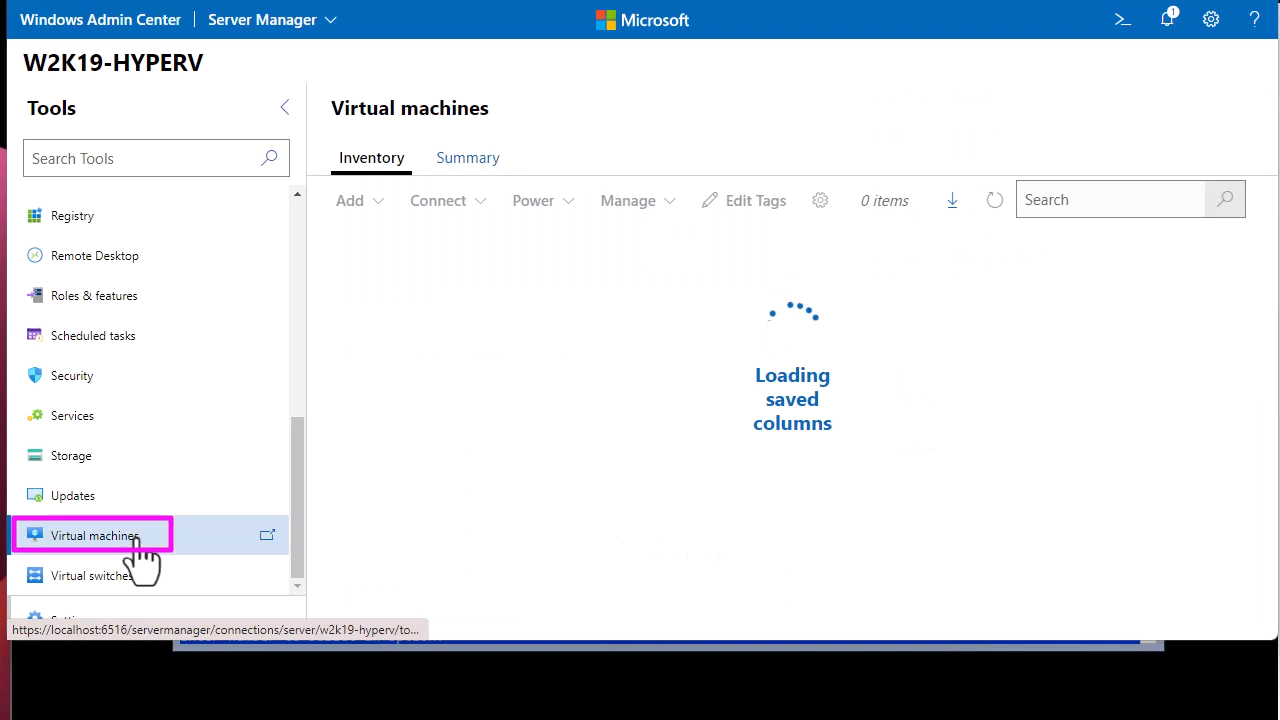 Windows Admin Center | Server Manager
Microsoft
1
W2K19-HYPERV
Tools
Search Tools
Registry
Remote Desktop
Roles & features
Scheduled tasks
Security
Services
Storage
Updates
Virtual machines
Virtual switches
Virtual machines
Inventory Summary
Add Connect Power Manage Edit Tags 0 items Search
Loading
saved
columns
https://localhost:6516/servermanager/connections/server/w2k19-hyperv/to...